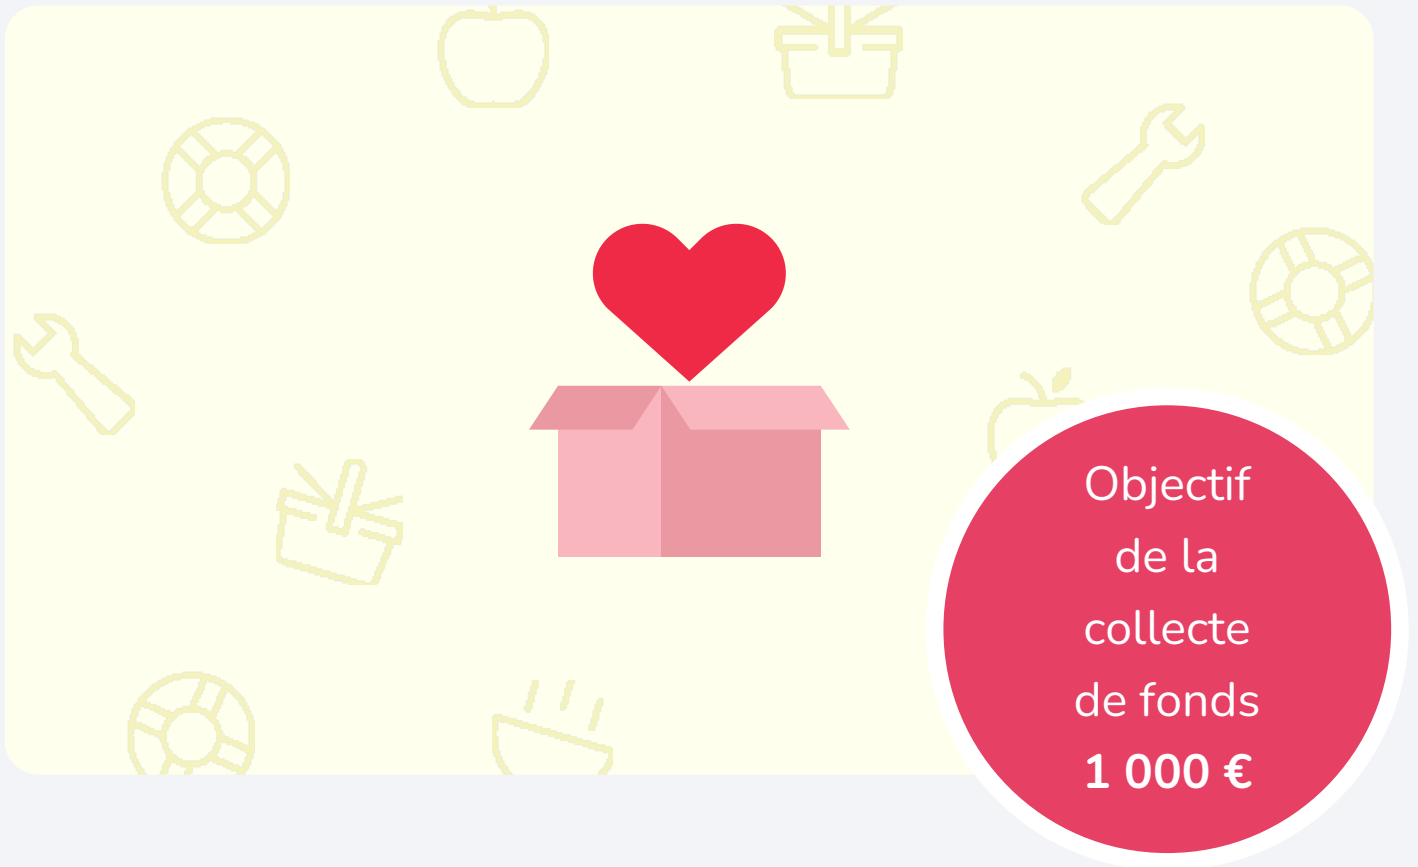 Objectif
de la
collecte
de fonds
1 000 €